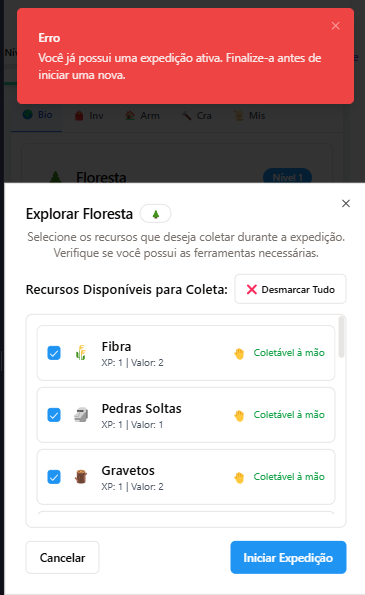 Erro
Você já possui uma expedição ativa. Finalize-a antes de
iniciar uma nova.
Bio
Inv
Arm
Cra
Mis
Floresta
Nível 1
Explorar Floresta
Selecione os recursos que deseja coletar durante a expedição.
Verifique se você possui as ferramentas necessárias.
Recursos Disponíveis para Coleta:
Desmarcar Tudo
Fibra
XP: 1 | Valor: 2
Coletável à mão
Pedras Soltas
XP: 1 | Valor: 1
Coletável à mão
Gravetos
XP: 1 | Valor: 2
Coletável à mão
Cancelar
Iniciar Expedição